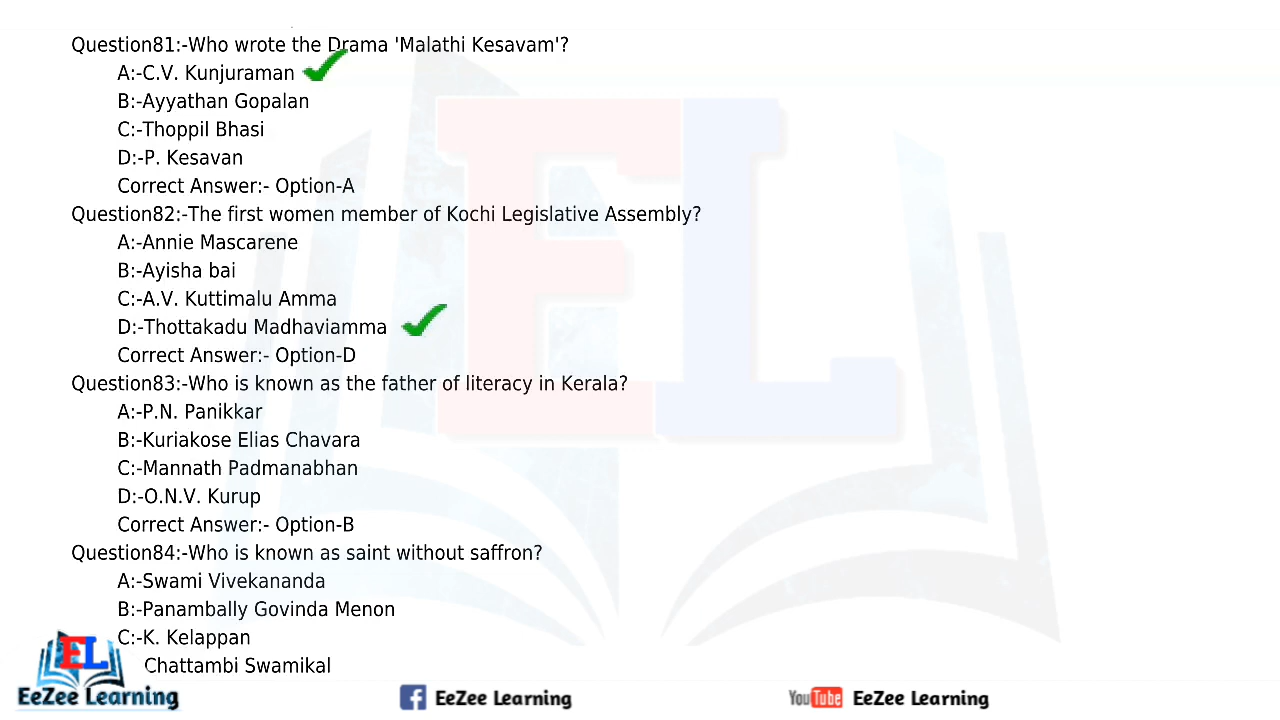 Question81:-Who wrote the Drama 'Malathi Kesavam'?
A:-C.V. Kunjuraman
B:-Ayyathan Gopalan
C:-Thoppil Bhasi
D:-P. Kesavan
Correct Answer:- Option-A
Question82:-The first women member of Kochi Legislative Assembly?
A:-Annie Mascarene
B:-Ayisha bai
C:-A.V. Kuttimalu Amma
D:-Thottakadu Madhaviamma
Correct Answer:- Option-D
Question83:-Who is known as the father of literacy in Kerala?
A:-P.N. Panikkar
B:-Kuriakose Elias Chavara
C:-Mannath Padmanabhan
D:-O.N.V. Kurup
Correct Answer:- Option-B
Question84:-Who is known as saint without saffron?
A:-Swami Vivekananda
B:-Panambally Govinda Menon
C:-K. Kelappan
Chattambi Swamikal
EL
EL
EeZee Learning
EeZee Learning
YouTube EeZee Learning